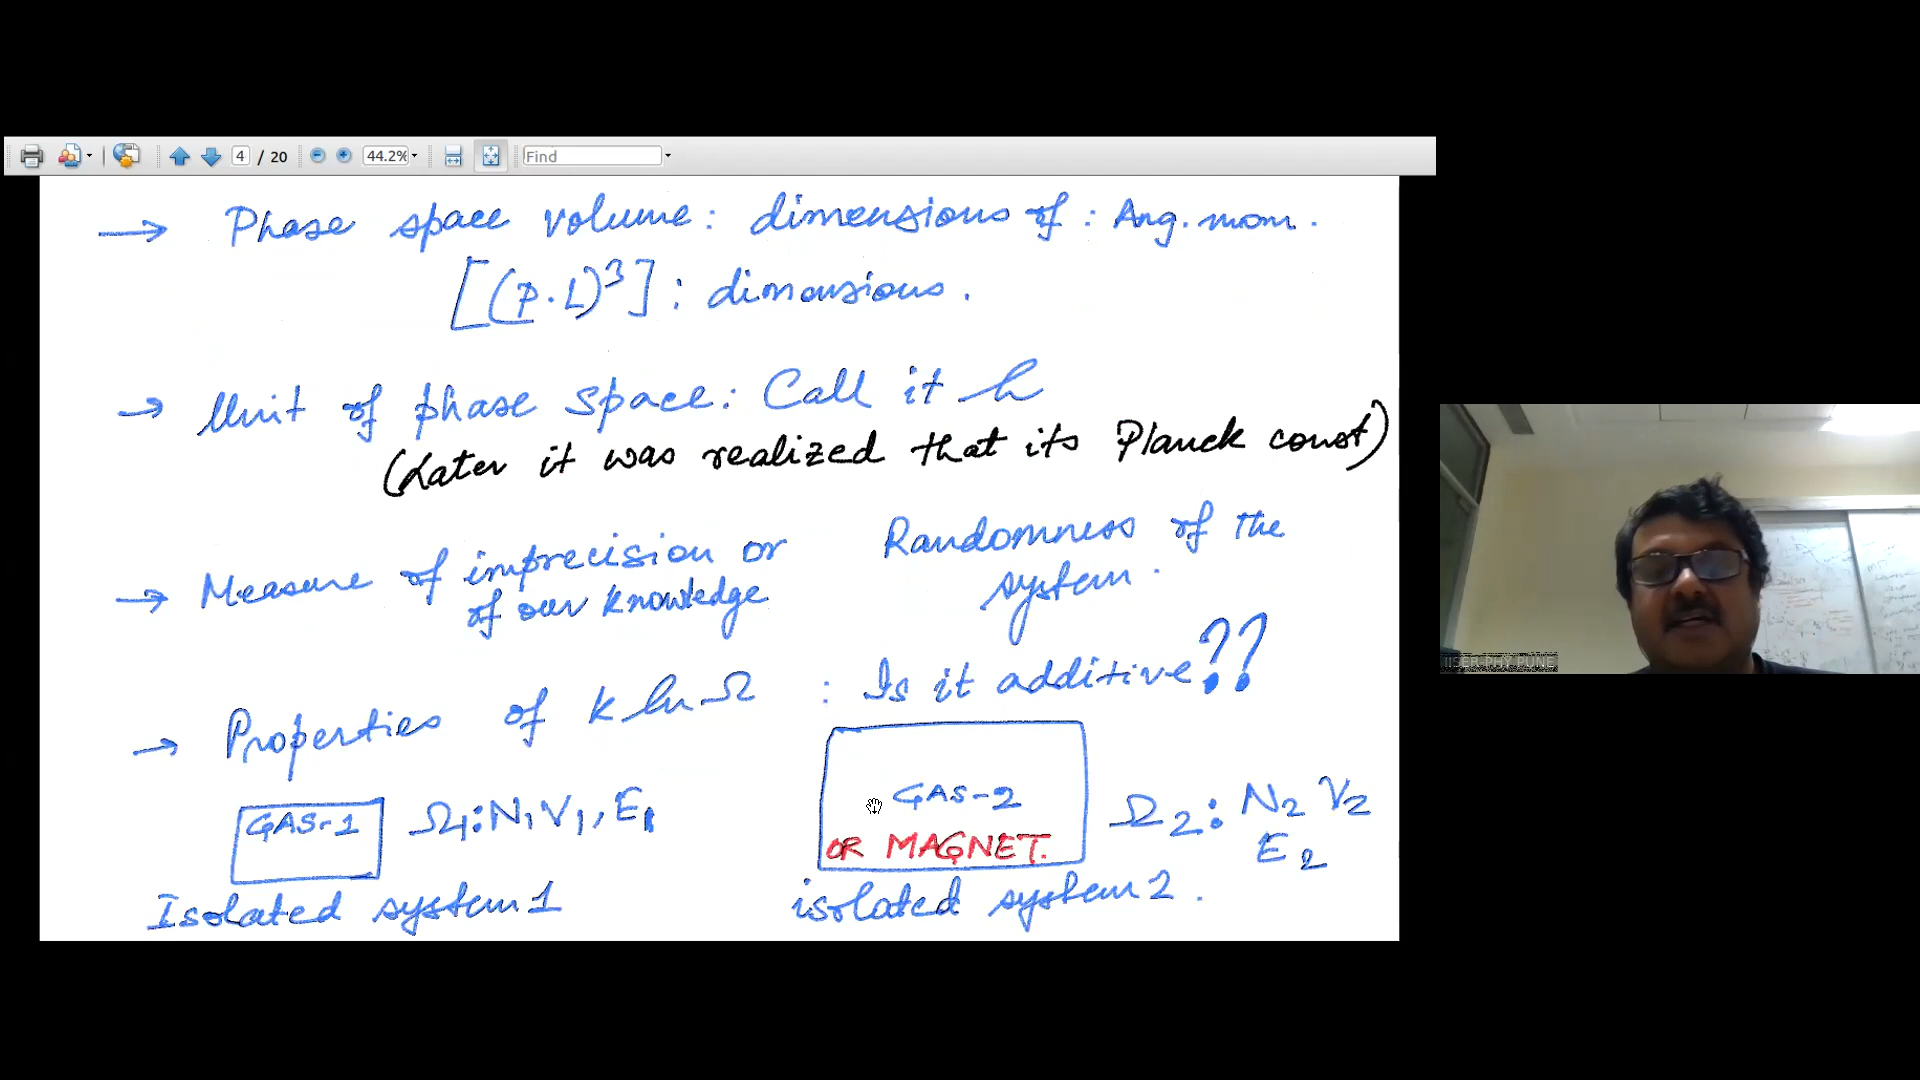 4 / 20 44.2% Find
→ Phase space volume: dimensions of: Ang. mom.
[(p.L)³]: dimensions.
→ Unit of phase space: Call it h
(Later it was realized that its Planck const)
→ Measure of imprecision or Randomness of the
of our knowledge system.
→ Properties of k ln Ω : Is it additive??
GAS-1 Ω1: N1 V1, E1
GAS-2
OR MAGNET.
Ω2: N2 V2
E2
Isolated system 1
isolated system 2.
IISER-PHY PUNE